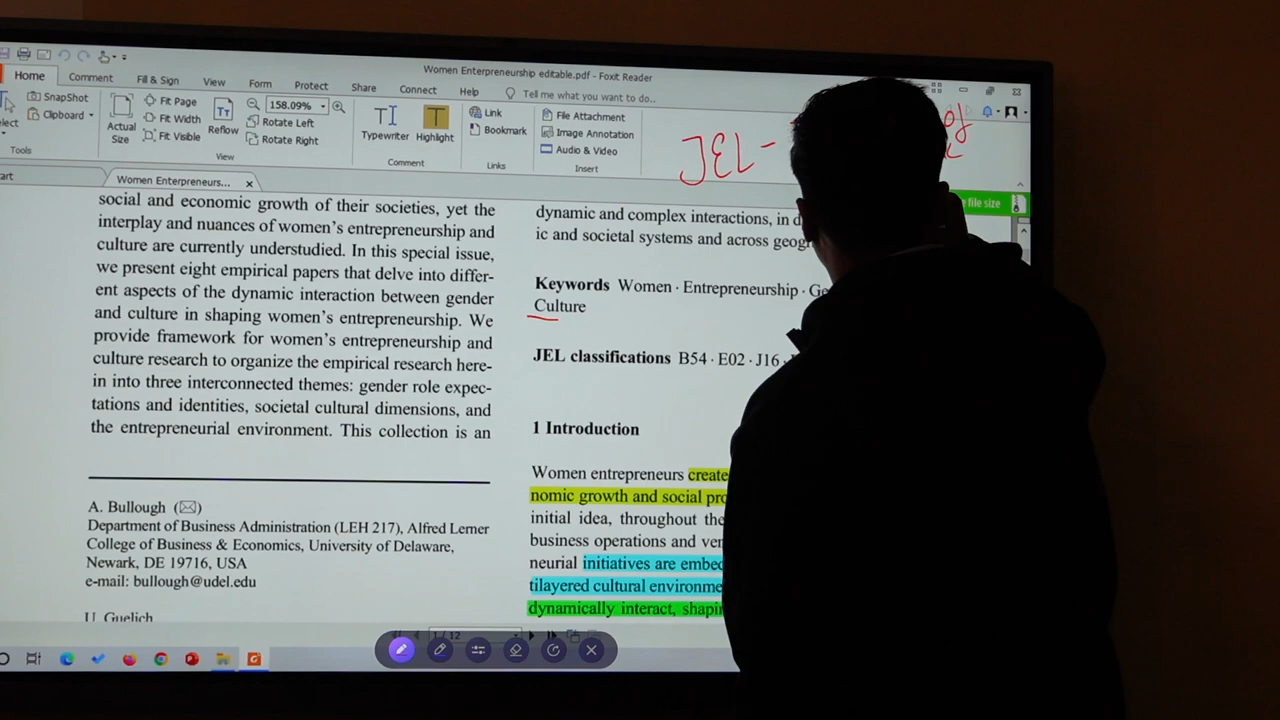 Women Enterpreneurship editable.pdf - Foxit Reader
Home Comment Fill & Sign View Form Protect Share Connect Help Tell me what you want to do..
SnapShot
Clipboard
Tools
Actual Size
Fit Page
Fit Width
Fit Visible
Reflow
158.09%
Rotate Left
Rotate Right
View
Typewriter
Highlight
Comment
Link
Bookmark
Links
File Attachment
Image Annotation
Audio & Video
Insert
JEL -
of
file size
Women Enterpreneurs...
social and economic growth of their societies, yet the
interplay and nuances of women's entrepreneurship and
culture are currently understudied. In this special issue,
we present eight empirical papers that delve into differ-
ent aspects of the dynamic interaction between gender
and culture in shaping women's entrepreneurship. We
provide framework for women's entrepreneurship and
culture research to organize the empirical research here-
in into three interconnected themes: gender role expec-
tations and identities, societal cultural dimensions, and
the entrepreneurial environment. This collection is an
A. Bullough
Department of Business Administration (LEH 217), Alfred Lerner
College of Business & Economics, University of Delaware,
Newark, DE 19716, USA
e-mail: bullough@udel.edu
U. Guelich
dynamic and complex interactions, in
ic and societal systems and across
Keywords Women · Entrepreneurship ·
Culture
JEL classifications B54 · E02 · J16 ·
1 Introduction
Women entrepreneurs create
nomic growth and social
initial idea, throughout the
business operations and
neurial initiatives are
tilayered cultural
dynamically interact,
1 / 12